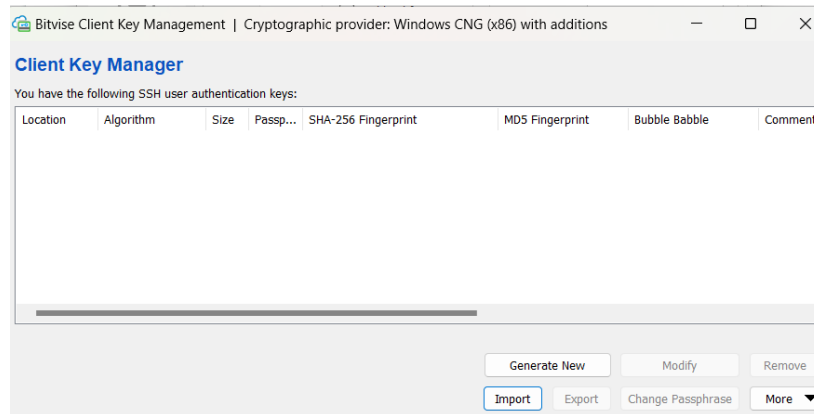 Bitvise Client Key Management | Cryptographic provider: Windows CNG (x86) with additions
Client Key Manager
You have the following SSH user authentication keys:
Location Algorithm Size Passp... SHA-256 Fingerprint MD5 Fingerprint Bubble Babble Comment
Generate New Modify Remove
Import Export Change Passphrase More